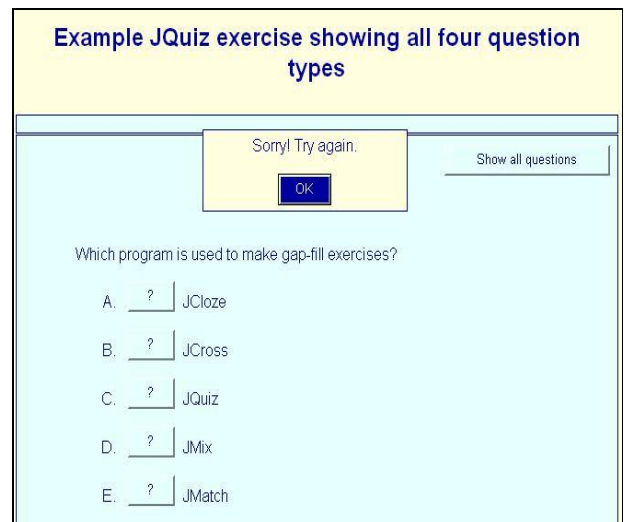 Example JQuiz exercise showing all four question
types
Sorry! Try again.
OK
Show all questions
Which program is used to make gap-fill exercises?
A. ? JCloze
B. ? JCross
C. ? JQuiz
D. ? JMix
E. ? JMatch